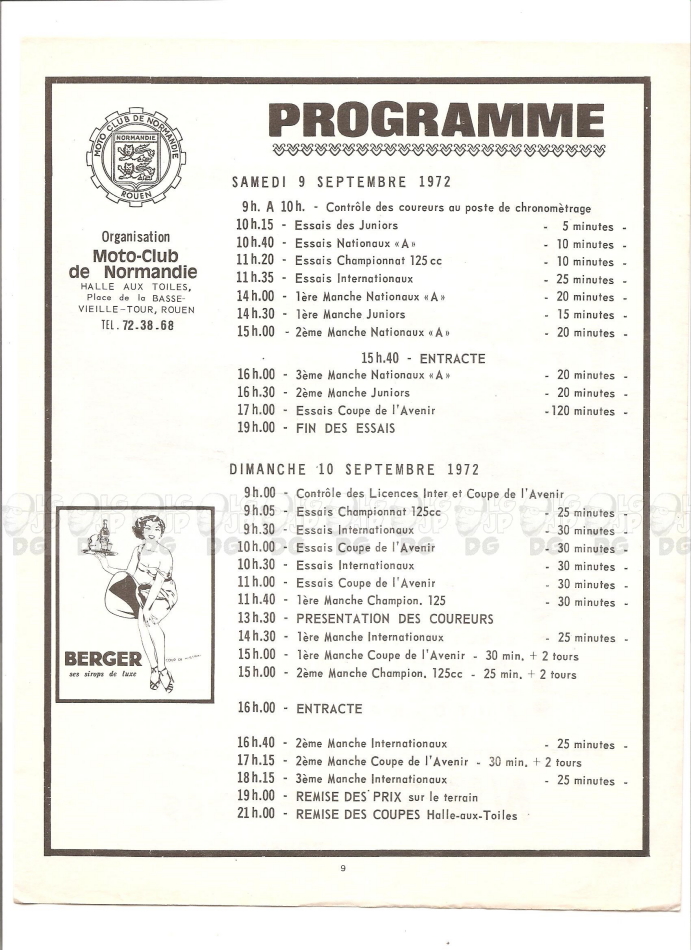 PROGRAMME
MOTO CLUB DE NORMANDIE
NORMANDIE
ROUEN
Organisation
Moto-Club
de Normandie
HALLE AUX TOILES,
Place de la BASSE-
VIEILLE-TOUR, ROUEN
TEL. 72-38-68
SAMEDI 9 SEPTEMBRE 1972
9h. A 10h. - Contrôle des coureurs au poste de chronomètrage
10h.15 - Essais des Juniors - 5 minutes -
10h.40 - Essais Nationaux «A» - 10 minutes -
11h.20 - Essais Championnat 125cc - 10 minutes -
11h.35 - Essais Internationaux - 25 minutes -
14h.00 - 1ère Manche Nationaux «A» - 20 minutes -
14h.30 - 1ère Manche Juniors - 15 minutes -
15h.00 - 2ème Manche Nationaux «A» - 20 minutes -
15h.40 - ENTRACTE
16h.00 - 3ème Manche Nationaux «A» - 20 minutes -
16h.30 - 2ème Manche Juniors - 20 minutes -
17h.00 - Essais Coupe de l'Avenir -120 minutes -
19h.00 - FIN DES ESSAIS
DIMANCHE 10 SEPTEMBRE 1972
9h.00 - Contrôle des Licences Inter et Coupe de l'Avenir
9h.05 - Essais Championnat 125cc - 25 minutes -
9h.30 - Essais Internationaux - 30 minutes -
10h.00 - Essais Coupe de l'Avenir - 30 minutes -
10h.30 - Essais Internationaux - 30 minutes -
11h.00 - Essais Coupe de l'Avenir - 30 minutes -
11h.40 - 1ère Manche Champion. 125 - 30 minutes -
13h.30 - PRESENTATION DES COUREURS
14h.30 - 1ère Manche Internationaux - 25 minutes -
15h.00 - 1ère Manche Coupe de l'Avenir - 30 min. + 2 tours
15h.00 - 2ème Manche Champion. 125cc - 25 min. + 2 tours
16h.00 - ENTRACTE
16h.40 - 2ème Manche Internationaux - 25 minutes -
17h.15 - 2ème Manche Coupe de l'Avenir - 30 min. + 2 tours
18h.15 - 3ème Manche Internationaux - 25 minutes -
19h.00 - REMISE DES PRIX sur le terrain
21h.00 - REMISE DES COUPES Halle-aux-Toiles
BERGER
ses sirops de luxe
9